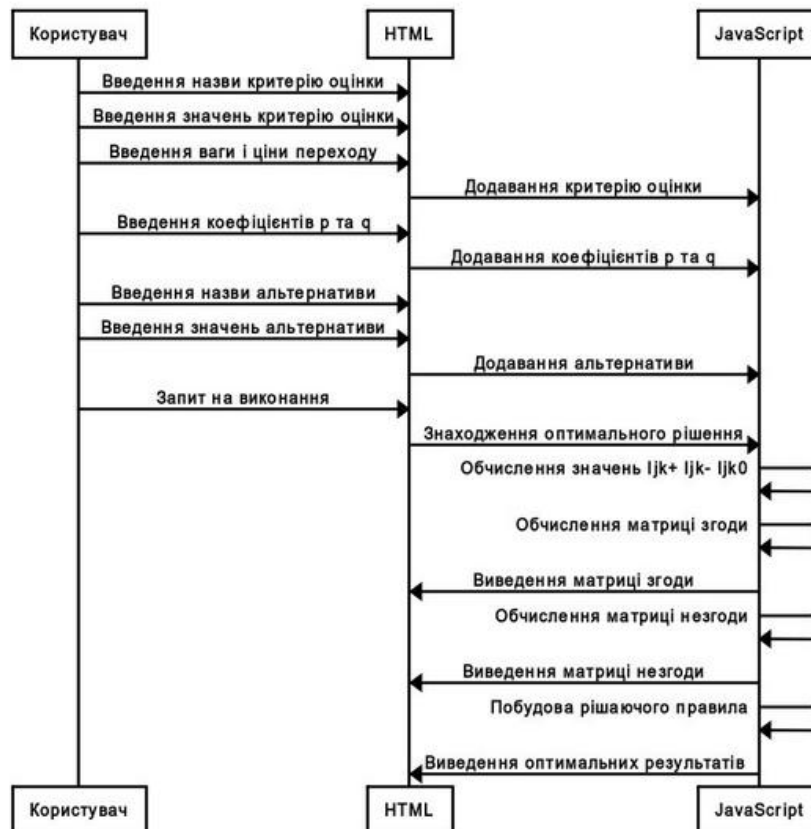 Користувач
HTML
JavaScript
Введення назви критерію оцінки
Введення значень критерію оцінки
Введення ваги і ціни переходу
Додавання критерію оцінки
Введення коефіцієнтів p та q
Додавання коефіцієнтів p та q
Введення назви альтернативи
Введення значень альтернативи
Додавання альтернативи
Запит на виконання
Знаходження оптимального рішення
Обчислення значень Ijk+ Ijk- Ijk0
Обчислення матриці згоди
Виведення матриці згоди
Обчислення матриці незгоди
Виведення матриці незгоди
Побудова рішаючого правила
Виведення оптимальних результатів
Користувач
HTML
JavaScript